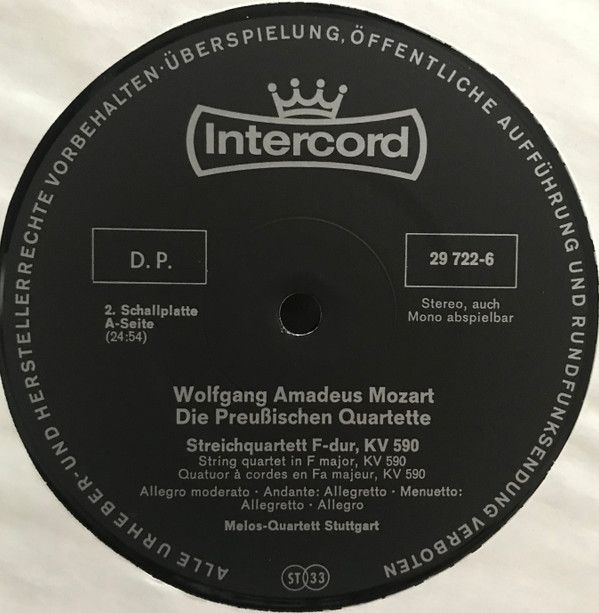 ALLE URHEBER- UND HERSTELLERRECHTE VORBEHALTEN · ÜBERSPIELUNG, ÖFFENTLICHE AUFFÜHRUNG UND RUNDFUNKSENDUNG VERBOTEN
Intercord
D. P.
29 722-6
2. Schallplatte
A-Seite
(24:54)
Stereo, auch
Mono abspielbar
Wolfgang Amadeus Mozart
Die Preußischen Quartette
Streichquartett F-dur, KV 590
String quartet in F major, KV 590
Quatuor à cordes en Fa majeur, KV 590
Allegro moderato · Andante: Allegretto · Menuetto:
Allegretto · Allegro
Melos-Quartett Stuttgart
ST 33